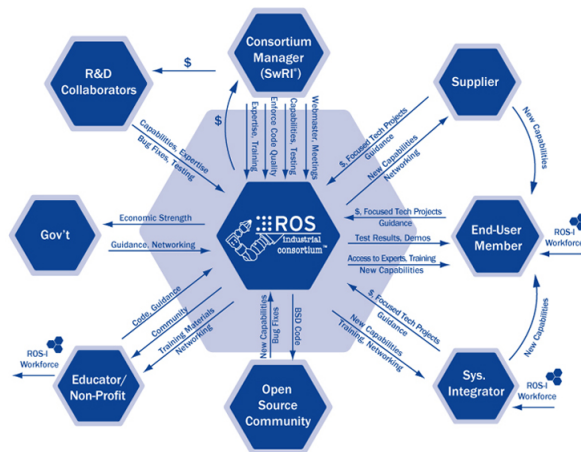 Consortium
Manager
(SwRI®)
$
R&D
Collaborators
Supplier
$
Capabilities, Expertise
Bug Fixes, Testing
Expertise, Training
Enforce Code Quality
Capabilities, Testing
Webmaster, Meetings
$, Focused Tech Projects
Guidance
New Capabilities
Networking
New Capabilities
Gov't
Economic Strength
Guidance, Networking
ROS
Industrial
consortium™
$, Focused Tech Projects
Guidance
Test Results, Demos
Access to Experts, Training
New Capabilities
End-User
Member
ROS-I
Workforce
Code, Guidance
Community
Training Materials
Networking
New Capabilities
Bug Fixes
BSD Code
$, Focused Tech Projects
Guidance
New Capabilities
Training, Networking
New Capabilities
ROS-I
Workforce
Educator/
Non-Profit
Open
Source
Community
Sys.
Integrator
ROS-I
Workforce